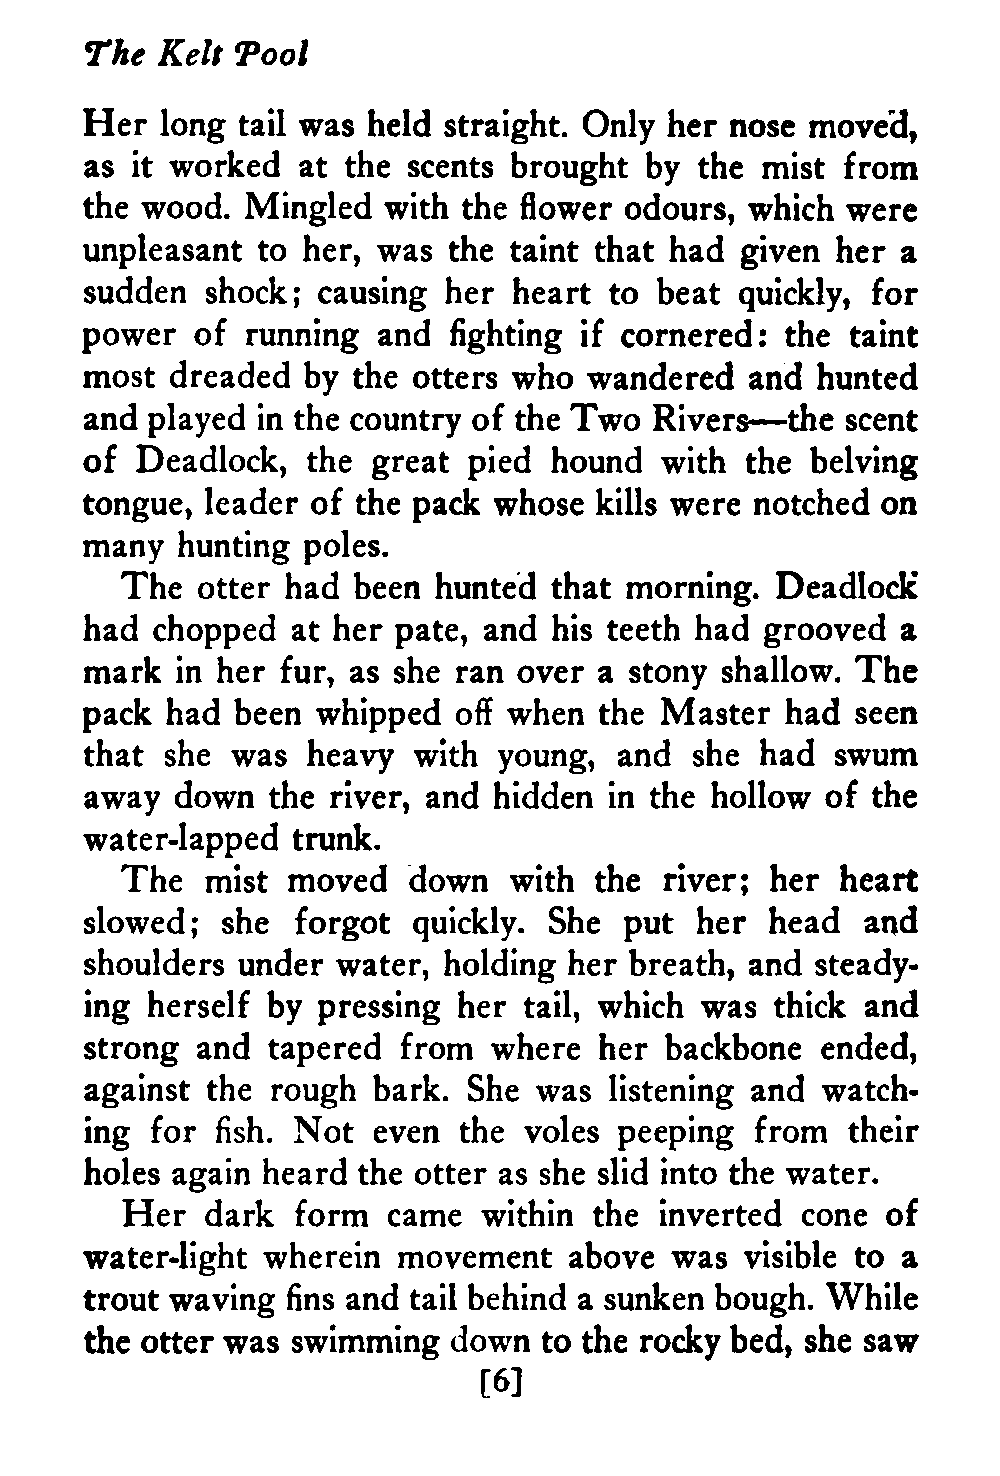 The Kelt Pool
Her long tail was held straight. Only her nose moved,
as it worked at the scents brought by the mist from
the wood. Mingled with the flower odours, which were
unpleasant to her, was the taint that had given her a
sudden shock; causing her heart to beat quickly, for
power of running and fighting if cornered: the taint
most dreaded by the otters who wandered and hunted
and played in the country of the Two Rivers—the scent
of Deadlock, the great pied hound with the belving
tongue, leader of the pack whose kills were notched on
many hunting poles.
The otter had been hunted that morning. Deadlock
had chopped at her pate, and his teeth had grooved a
mark in her fur, as she ran over a stony shallow. The
pack had been whipped off when the Master had seen
that she was heavy with young, and she had swum
away down the river, and hidden in the hollow of the
water-lapped trunk.
The mist moved down with the river; her heart
slowed; she forgot quickly. She put her head and
shoulders under water, holding her breath, and steady-
ing herself by pressing her tail, which was thick and
strong and tapered from where her backbone ended,
against the rough bark. She was listening and watch-
ing for fish. Not even the voles peeping from their
holes again heard the otter as she slid into the water.
Her dark form came within the inverted cone of
water-light wherein movement above was visible to a
trout waving fins and tail behind a sunken bough. While
the otter was swimming down to the rocky bed, she saw
[6]